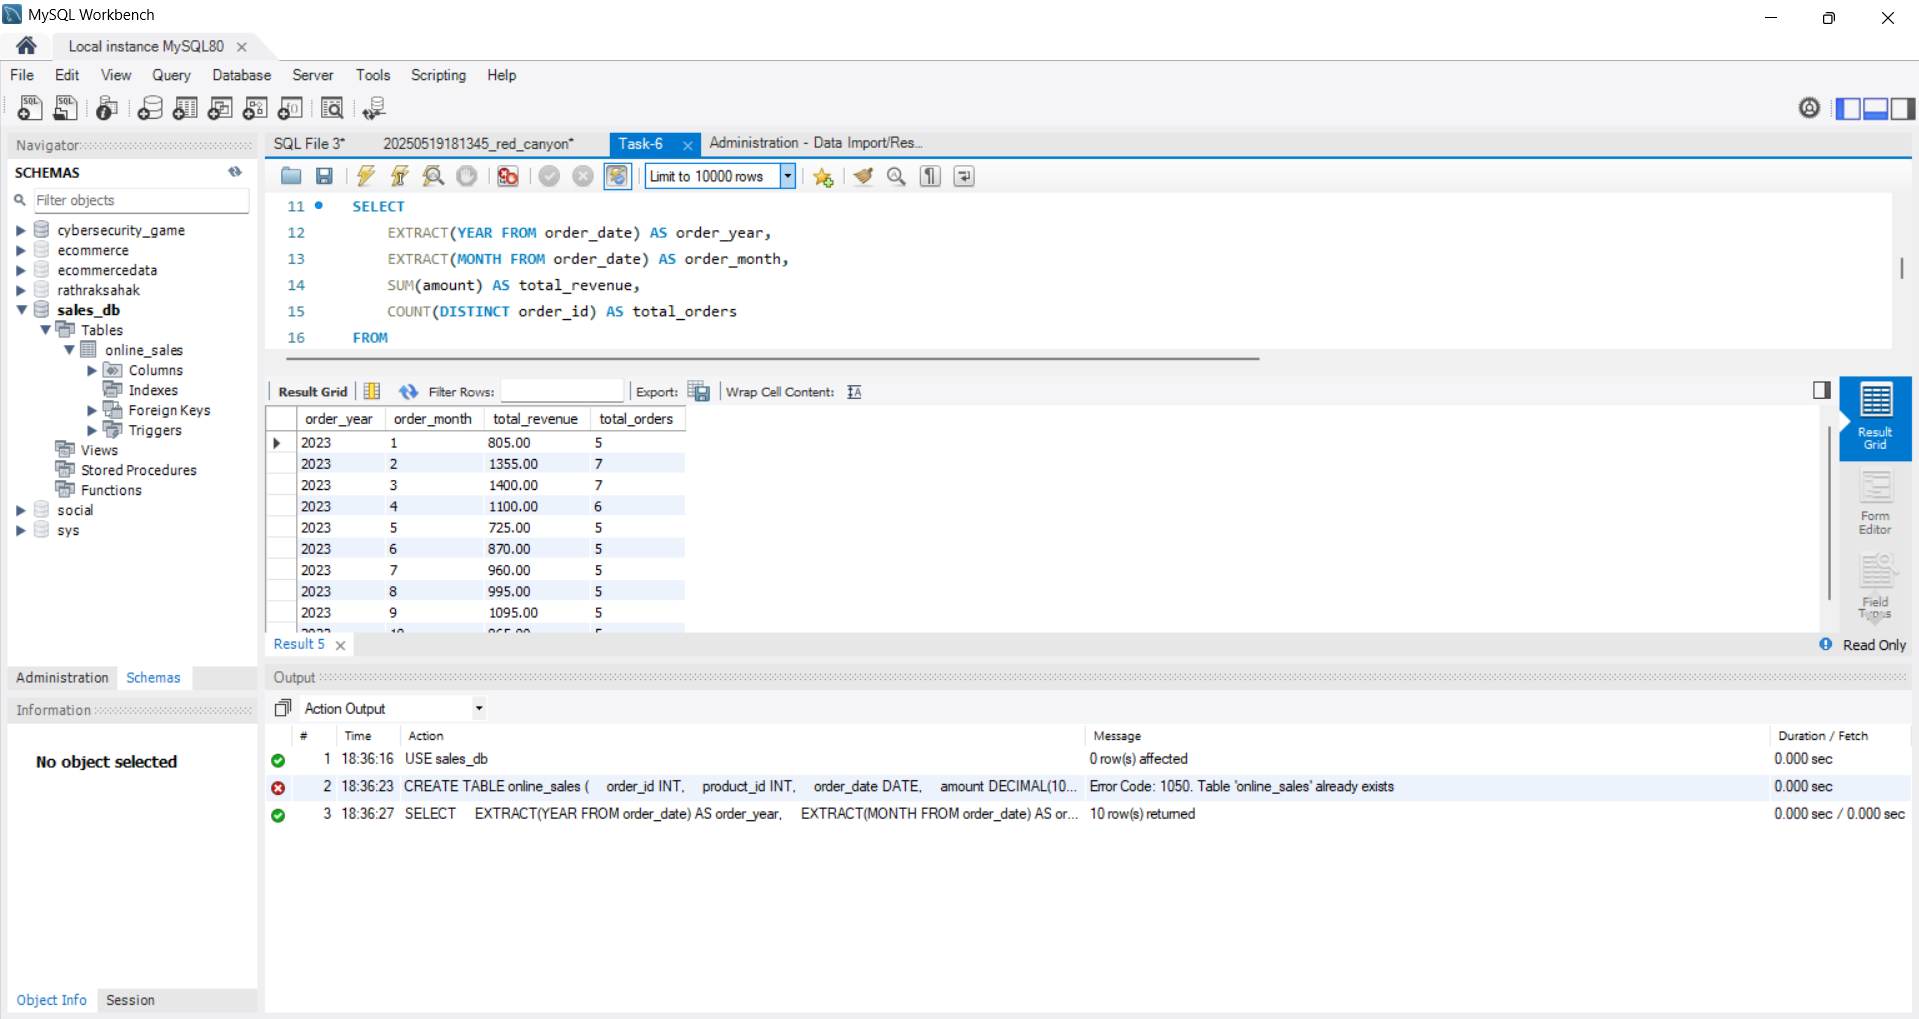 MySQL Workbench
Local instance MySQL80
File Edit View Query Database Server Tools Scripting Help
Navigator
SCHEMAS
Filter objects
cybersecurity_game
ecommerce
ecommercedata
rathraksahak
sales_db
Tables
online_sales
Columns
Indexes
Foreign Keys
Triggers
Views
Stored Procedures
Functions
social
sys
Administration Schemas
Information
No object selected
Object Info Session
SQL File 3* 20250519181345_red_canyon* Task-6 Administration - Data Import/Res...
Limit to 10000 rows
11 SELECT
12 EXTRACT(YEAR FROM order_date) AS order_year,
13 EXTRACT(MONTH FROM order_date) AS order_month,
14 SUM(amount) AS total_revenue,
15 COUNT(DISTINCT order_id) AS total_orders
16 FROM
Result Grid Filter Rows: Export: Wrap Cell Content:
order_year order_month total_revenue total_orders
2023 1 805.00 5
2023 2 1355.00 7
2023 3 1400.00 7
2023 4 1100.00 6
2023 5 725.00 5
2023 6 870.00 5
2023 7 960.00 5
2023 8 995.00 5
2023 9 1095.00 5
Result
Grid
Form
Editor
Field
Types
Result 5
Read Only
Output
Action Output
# Time Action Message Duration / Fetch
1 18:36:16 USE sales_db 0 row(s) affected 0.000 sec
2 18:36:23 CREATE TABLE online_sales ( order_id INT, product_id INT, order_date DATE, amount DECIMAL(10... Error Code: 1050. Table 'online_sales' already exists 0.000 sec
3 18:36:27 SELECT EXTRACT(YEAR FROM order_date) AS order_year, EXTRACT(MONTH FROM order_date) AS or... 10 row(s) returned 0.000 sec / 0.000 sec